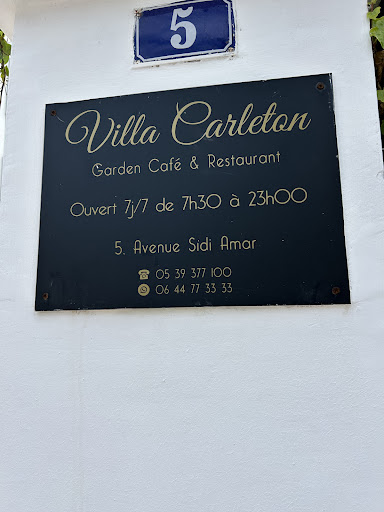 5
Villa Carleton
Garden Café & Restaurant
Ouvert 7j/7 de 7h30 à 23h00
5. Avenue Sidi Amar
05 39 377 100
06 44 77 33 33